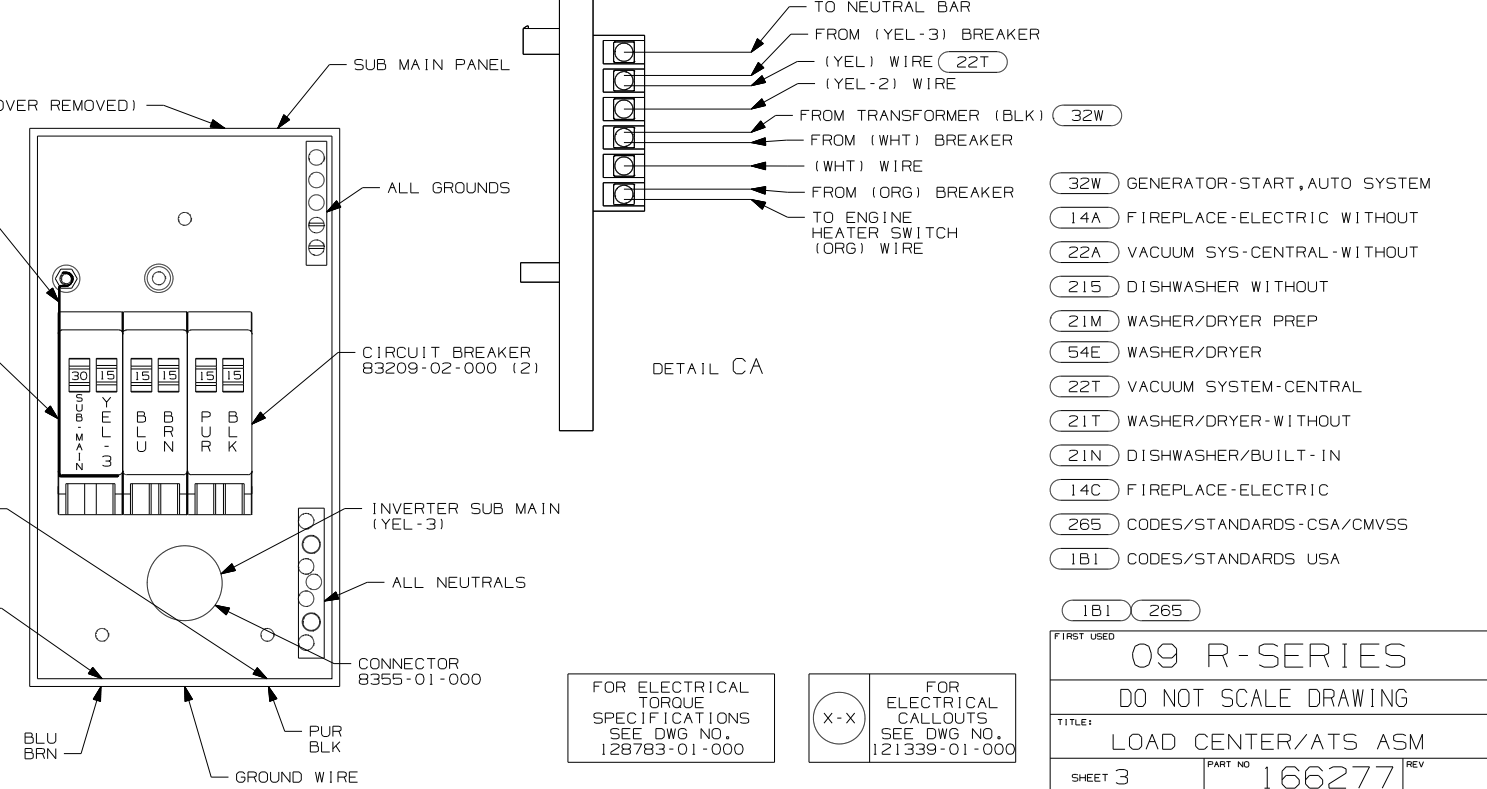 TO NEUTRAL BAR
FROM (YEL-3) BREAKER
(YEL) WIRE 22T
(YEL-2) WIRE
FROM TRANSFORMER (BLK) 32W
FROM (WHT) BREAKER
(WHT) WIRE
FROM (ORG) BREAKER
TO ENGINE
HEATER SWITCH
(ORG) WIRE
SUB MAIN PANEL
OVER REMOVED)
ALL GROUNDS
CIRCUIT BREAKER
83209-02-000 (2)
30 15 15 15 15 15
SUB-MAIN
YEL-3
BLU
BRN
PUR
BLK
INVERTER SUB MAIN
(YEL-3)
ALL NEUTRALS
CONNECTOR
8355-01-000
BLU
BRN
PUR
BLK
GROUND WIRE
DETAIL CA
32W GENERATOR-START,AUTO SYSTEM
14A FIREPLACE-ELECTRIC WITHOUT
22A VACUUM SYS-CENTRAL-WITHOUT
215 DISHWASHER WITHOUT
21M WASHER/DRYER PREP
54E WASHER/DRYER
22T VACUUM SYSTEM-CENTRAL
21T WASHER/DRYER-WITHOUT
21N DISHWASHER/BUILT-IN
14C FIREPLACE-ELECTRIC
265 CODES/STANDARDS-CSA/CMVSS
1B1 CODES/STANDARDS USA
1B1 265
FOR ELECTRICAL
TORQUE
SPECIFICATIONS
SEE DWG NO.
128783-01-000
X-X
FOR
ELECTRICAL
CALLOUTS
SEE DWG NO.
121339-01-000
FIRST USED
09 R-SERIES
DO NOT SCALE DRAWING
TITLE:
LOAD CENTER/ATS ASM
SHEET 3
PART NO 166277
REV